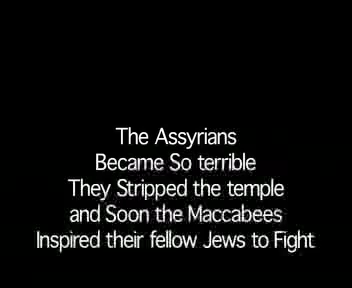 The Assyrians
Became So terrible
They Stripped the temple
and Soon the Maccabees
Inspired their fellow Jews to Fight